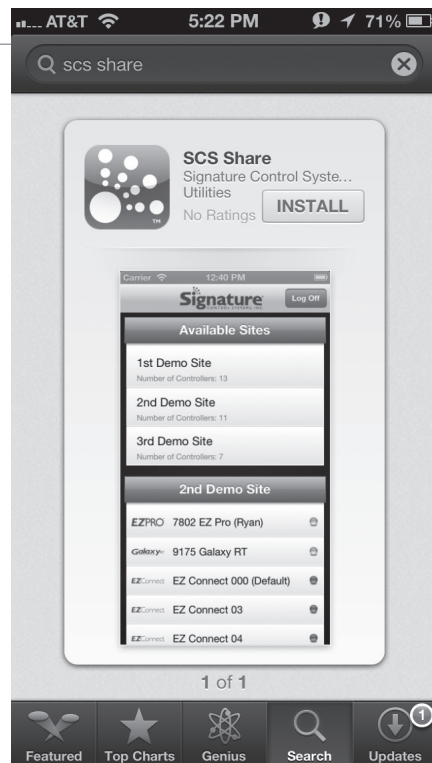 AT&T 5:22 PM 71%
scs share
SCS Share
Signature Control Syste...
Utilities
No Ratings INSTALL
TM
Carrier 12:40 PM
Signature Log Off
CONTROL SYSTEMS, INC.
Available Sites
1st Demo Site
Number of Controllers: 13
2nd Demo Site
Number of Controllers: 11
3rd Demo Site
Number of Controllers: 7
2nd Demo Site
EZPRO 7802 EZ Pro (Ryan)
Galaxy 9175 Galaxy RT
EZConnect EZ Connect 000 (Default)
EZConnect EZ Connect 03
EZConnect EZ Connect 04
1 of 1
1
Featured Top Charts Genius Search Updates